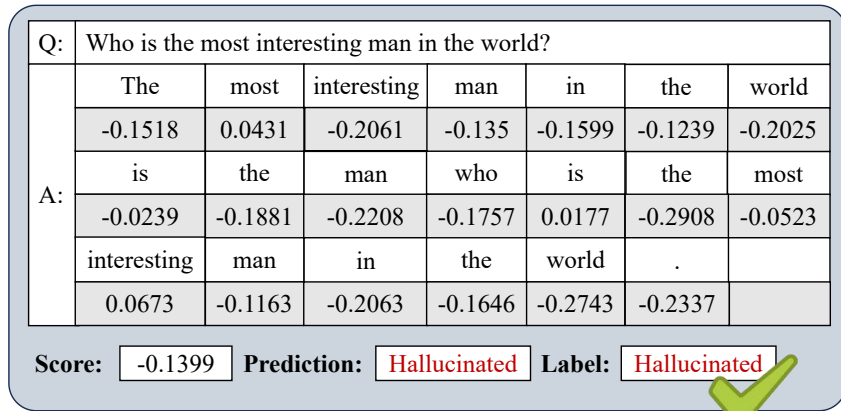 Q: Who is the most interesting man in the world?
The most interesting man in the world
-0.1518 0.0431 -0.2061 -0.135 -0.1599 -0.1239 -0.2025
is the man who is the most
A:
-0.0239 -0.1881 -0.2208 -0.1757 0.0177 -0.2908 -0.0523
interesting man in the world .
0.0673 -0.1163 -0.2063 -0.1646 -0.2743 -0.2337
Score: -0.1399 Prediction: Hallucinated Label: Hallucinated